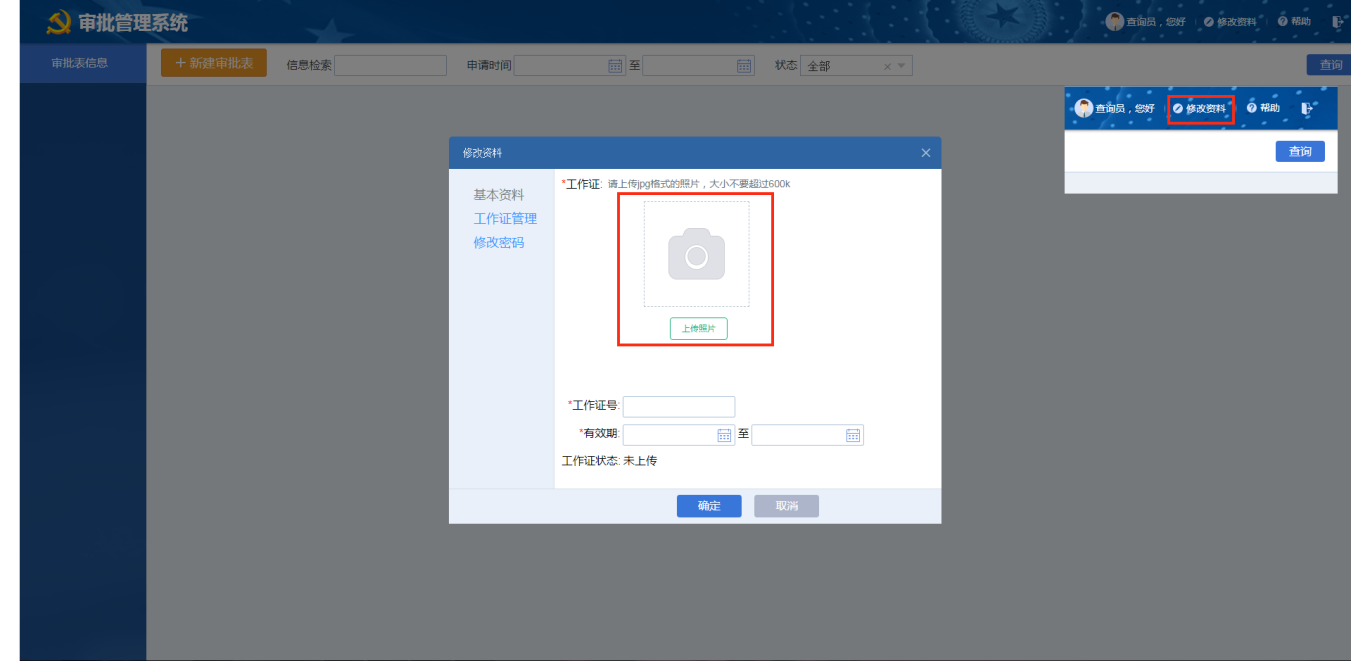 审批管理系统
查询员，您好 修改资料 帮助
审批表信息
+ 新建审批表 信息检索 申请时间 至 状态 全部 查询
查询员，您好 修改资料 帮助
查询
修改资料
基本资料
工作证管理
修改密码
*工作证: 请上传jpg格式的照片，大小不要超过600k
上传照片
*工作证号:
*有效期: 至
工作证状态: 未上传
确定 取消